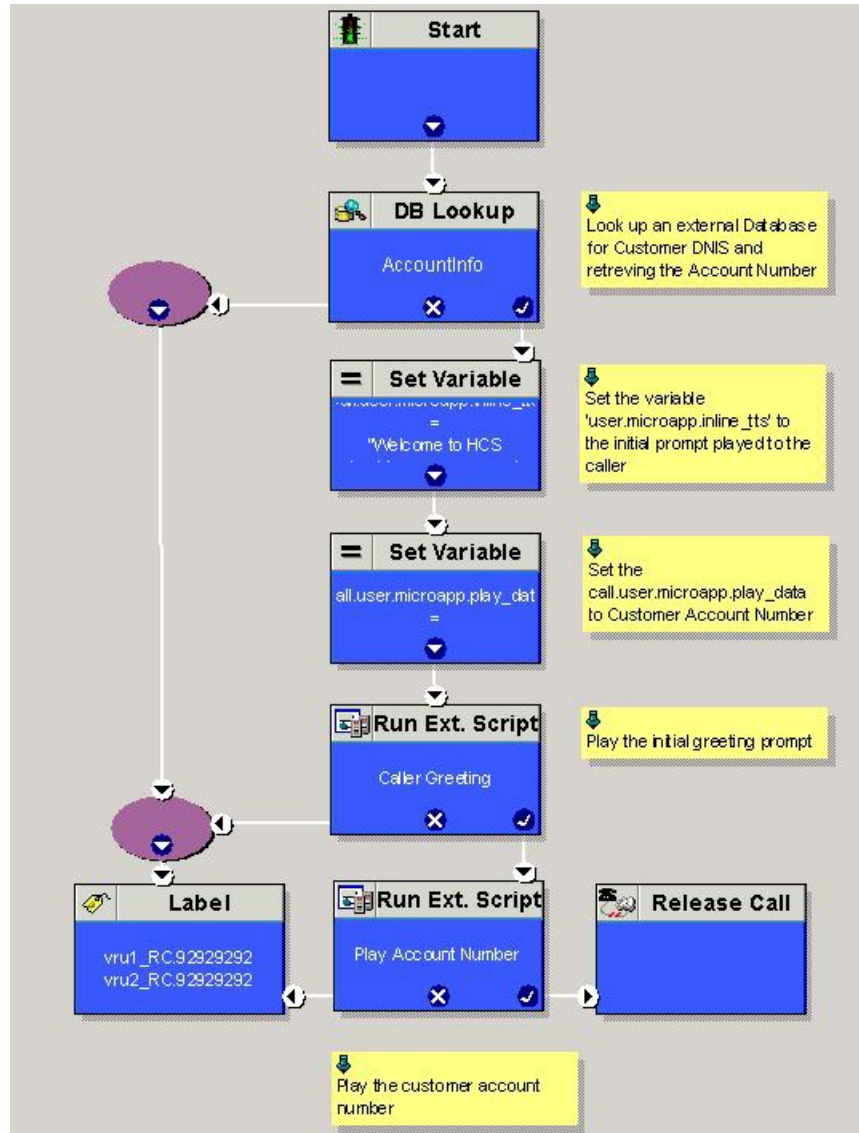 Start
DB Lookup
AccountInfo
Look up an external Database
for Customer DNIS and
retreving the Account Number
Set Variable
=
"Welcome to HCS
Set the variable
'user.microapp.inline_tts' to
the initial prompt played to the
caller
Set Variable
all.user.microapp.play_dat
=
Set the
call.user.microapp.play_data
to Customer Account Number
Run Ext. Script
Caller Greeting
Play the initial greeting prompt
Label
vru1_RC.92929292
vru2_RC.92929292
Run Ext. Script
Play Account Number
Release Call
Play the customer account
number